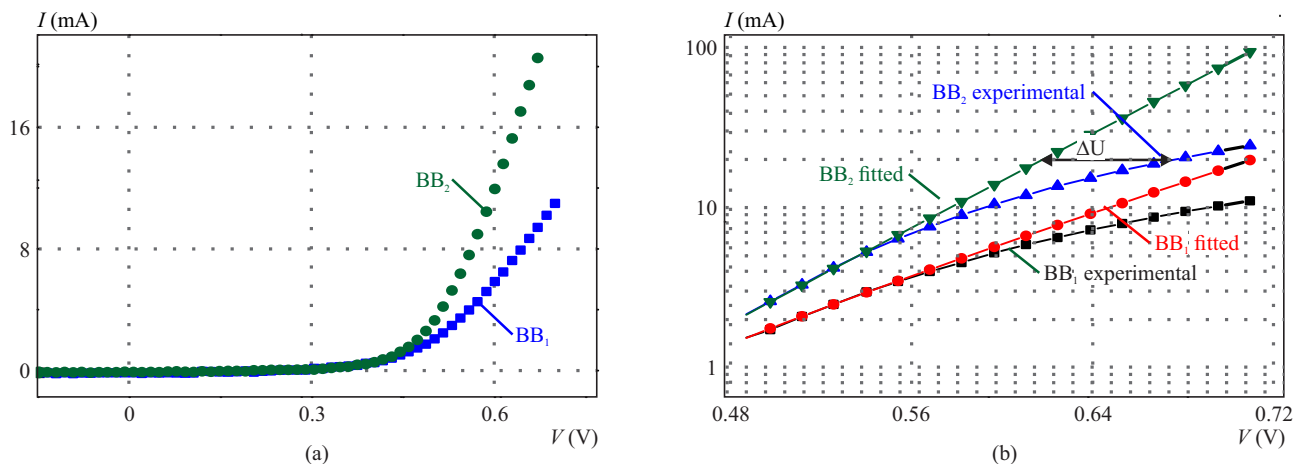 I (mA)
16
8
0
BB₂
BB₁
0
0.3
0.6
V (V)
(a)
I (mA)
100
10
1
BB₂ experimental
ΔU
BB₂ fitted
BB₁ fitted
BB₁ experimental
0.48
0.56
0.64
0.72
V (V)
(b)